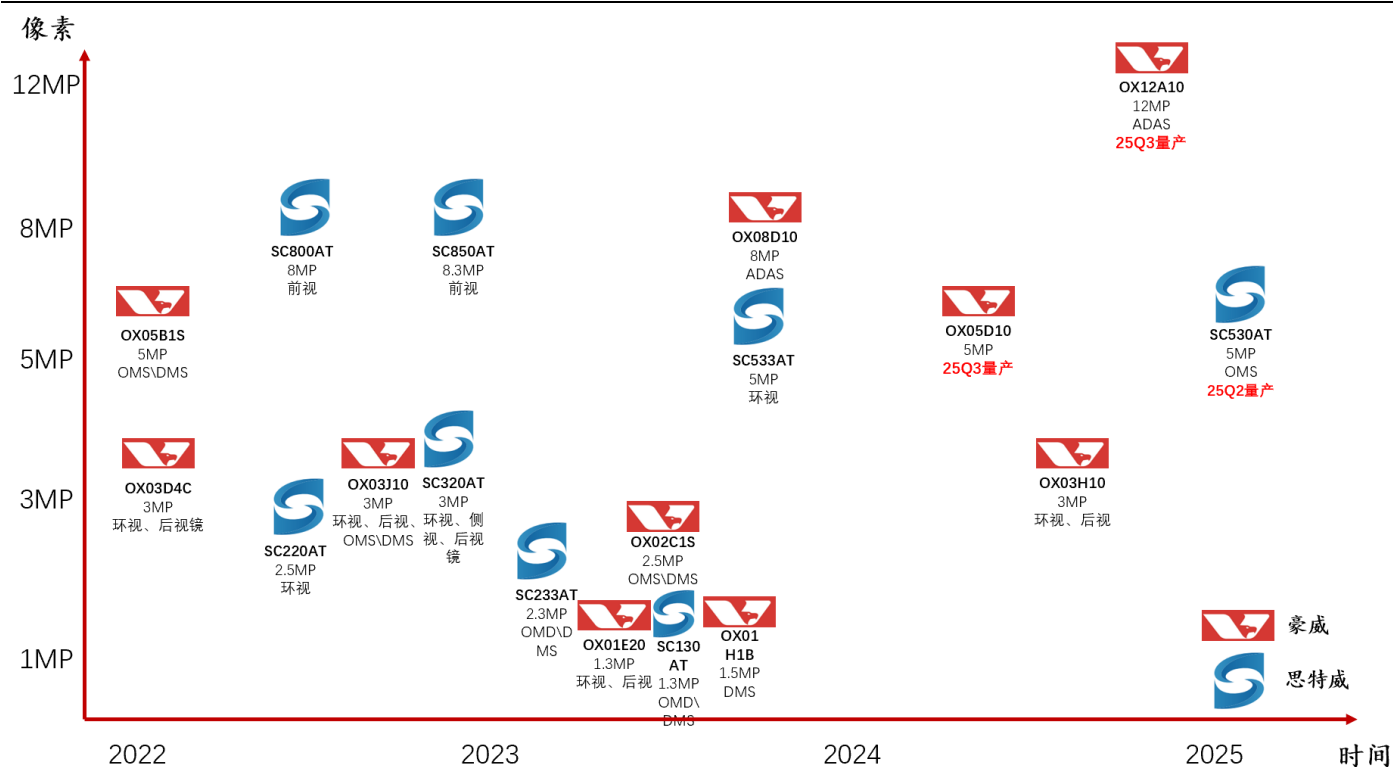 像素
12MP
OX12A10
12MP
ADAS
25Q3量产
8MP
SC800AT
8MP
前视
SC850AT
8.3MP
前视
OX08D10
8MP
ADAS
5MP
OX05B1S
5MP
OMS\DMS
SC533AT
5MP
环视
OX05D10
5MP
25Q3量产
SC530AT
5MP
OMS
25Q2量产
3MP
OX03D4C
3MP
环视、后视镜
SC220AT
2.5MP
环视
OX03J10
3MP
环视、后视、
OMS\DMS
SC320AT
3MP
环视、侧
视、后视
镜
OX03H10
3MP
环视、后视
1MP
SC233AT
2.3MP
OMD\D
MS
OX02C1S
2.5MP
OMS\DMS
OX01E20
1.3MP
环视、后视
SC130
AT
1.3MP
OMD\
DMS
OX01
H1B
1.5MP
DMS
豪威
思特威
2022
2023
2024
2025
时间